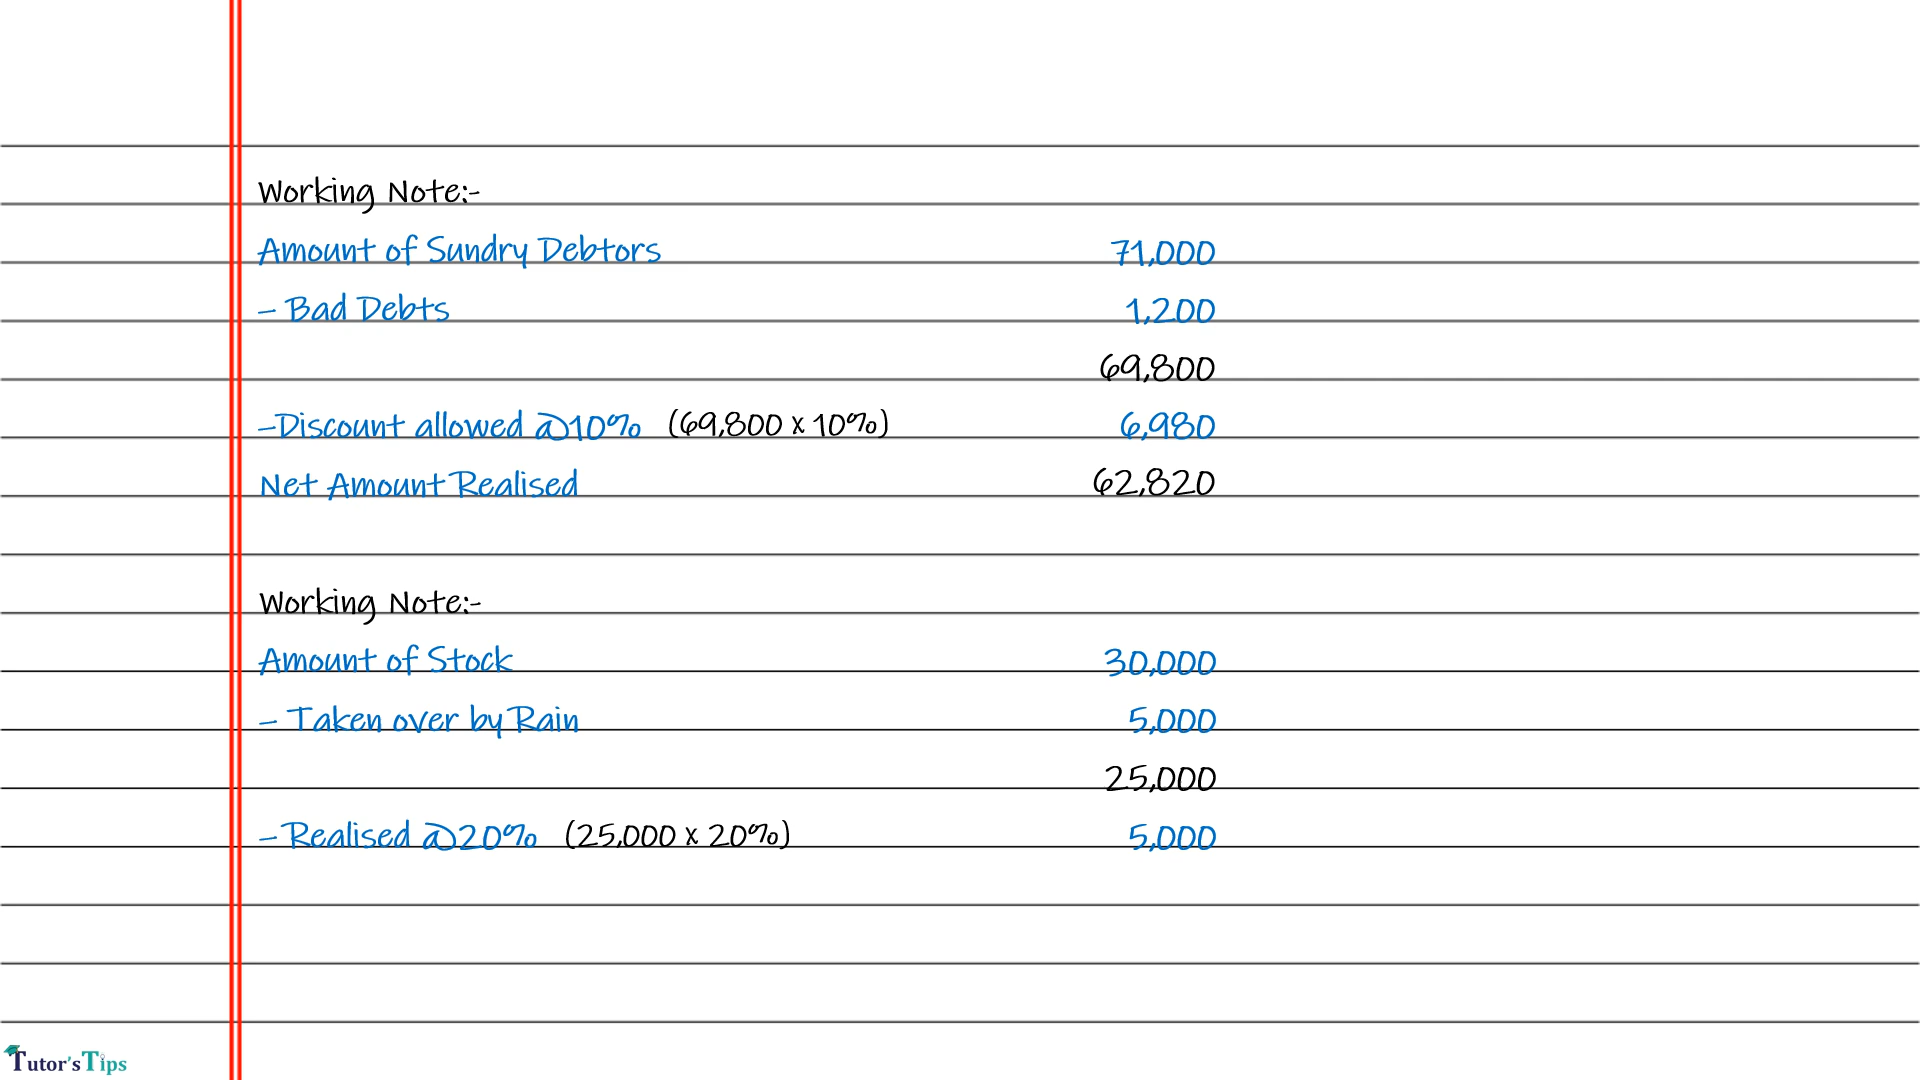 Working Note:-
Amount of Sundry Debtors 71,000
– Bad Debts 1,200
69,800
–Discount allowed @10% (69,800 x 10%) 6,980
Net Amount Realised 62,820
Working Note:-
Amount of Stock 30,000
– Taken over by Rain 5,000
25,000
– Realised @20% (25,000 x 20%) 5,000
Tutor'sTips